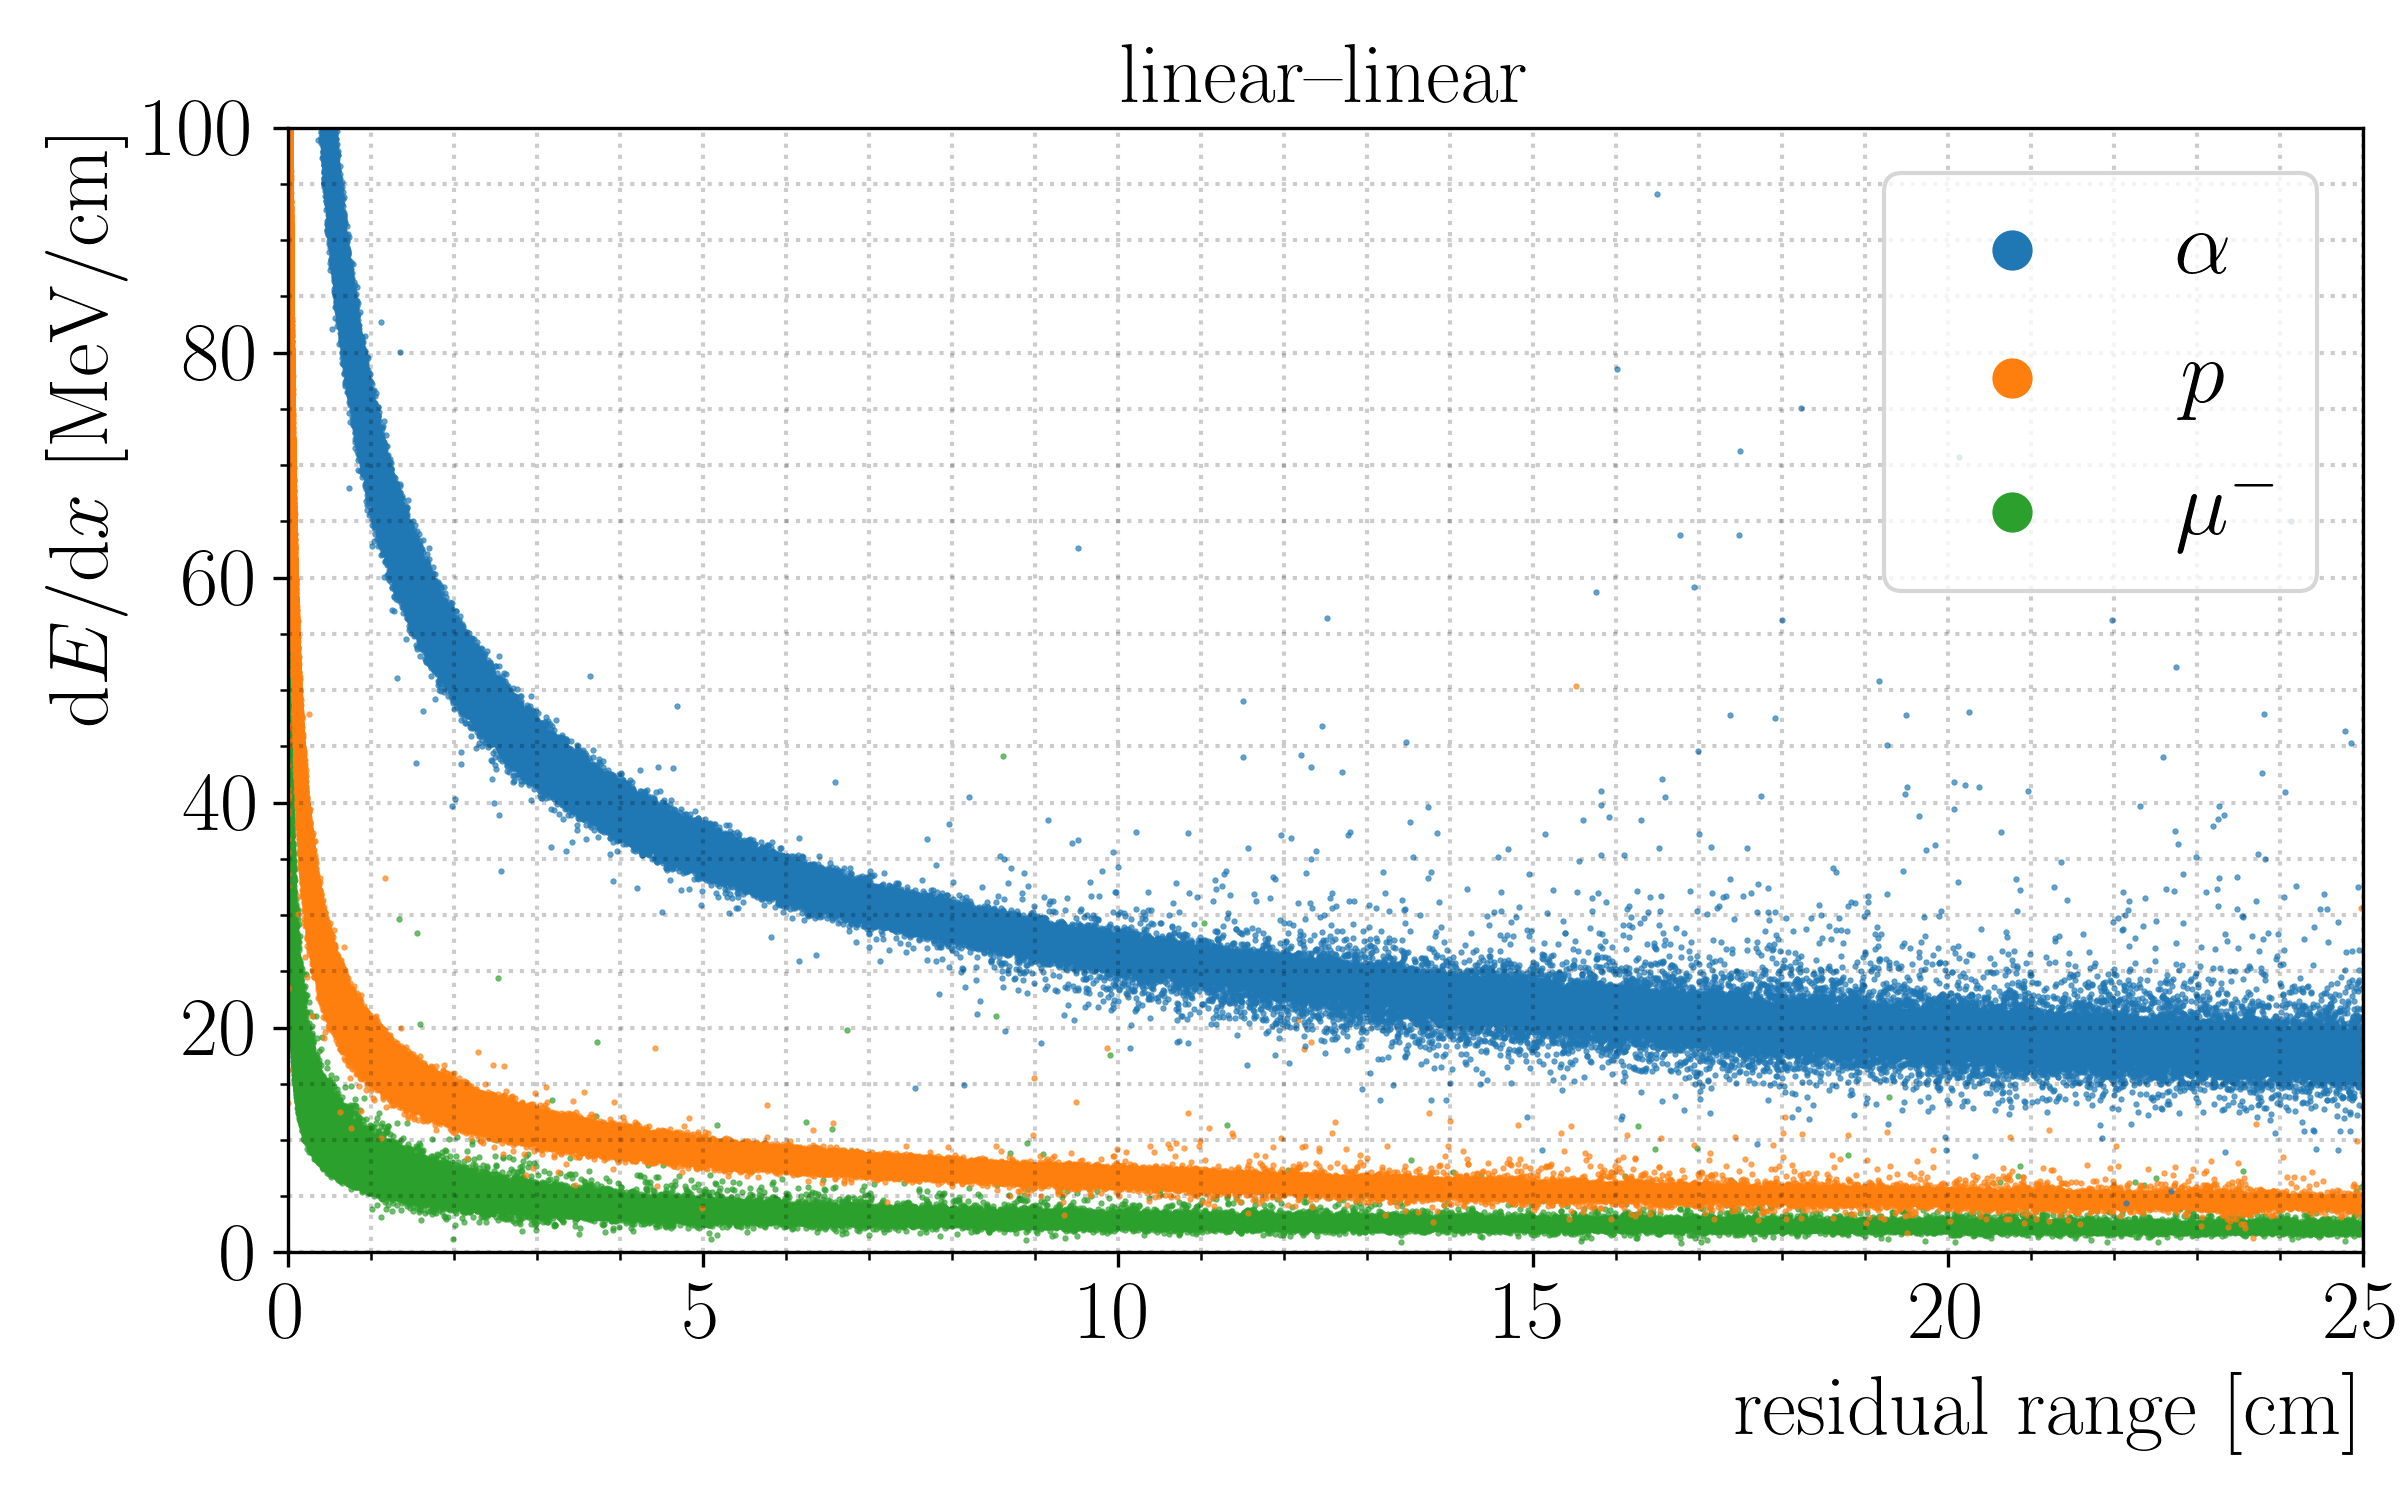 linear–linear
dE/dx [MeV/cm]
100
80
60
40
20
0
α
p
μ⁻
0 5 10 15 20 25
residual range [cm]